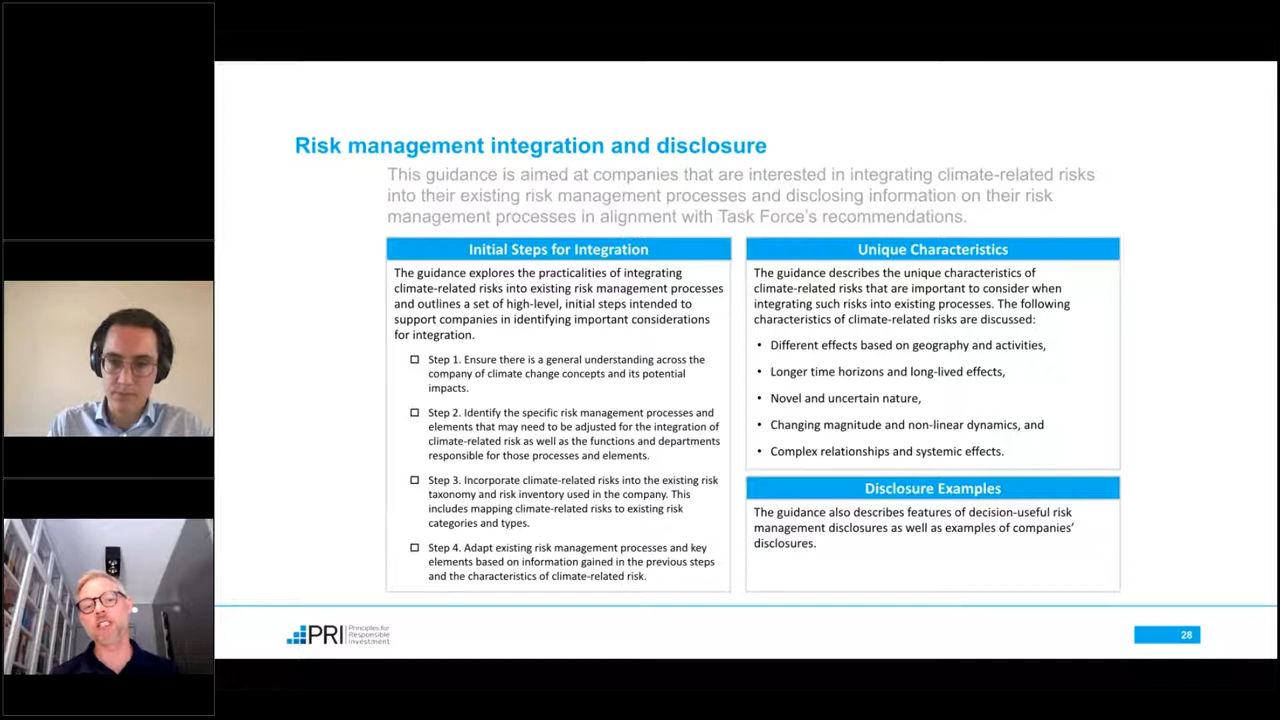 Risk management integration and disclosure
This guidance is aimed at companies that are interested in integrating climate-related risks
into their existing risk management processes and disclosing information on their risk
management processes in alignment with Task Force's recommendations.
Initial Steps for Integration
The guidance explores the practicalities of integrating
climate-related risks into existing risk management processes
and outlines a set of high-level, initial steps intended to
support companies in identifying important considerations
for integration.
Step 1. Ensure there is a general understanding across the
company of climate change concepts and its potential
impacts.
Step 2. Identify the specific risk management processes and
elements that may need to be adjusted for the integration of
climate-related risk as well as the functions and departments
responsible for those processes and elements.
Step 3. Incorporate climate-related risks into the existing risk
taxonomy and risk inventory used in the company. This
includes mapping climate-related risks to existing risk
categories and types.
Step 4. Adapt existing risk management processes and key
elements based on information gained in the previous steps
and the characteristics of climate-related risk.
Unique Characteristics
The guidance describes the unique characteristics of
climate-related risks that are important to consider when
integrating such risks into existing processes. The following
characteristics of climate-related risks are discussed:
• Different effects based on geography and activities,
• Longer time horizons and long-lived effects,
• Novel and uncertain nature,
• Changing magnitude and non-linear dynamics, and
• Complex relationships and systemic effects.
Disclosure Examples
The guidance also describes features of decision-useful risk
management disclosures as well as examples of companies'
disclosures.
PRI
Principles for
Responsible
Investment
28